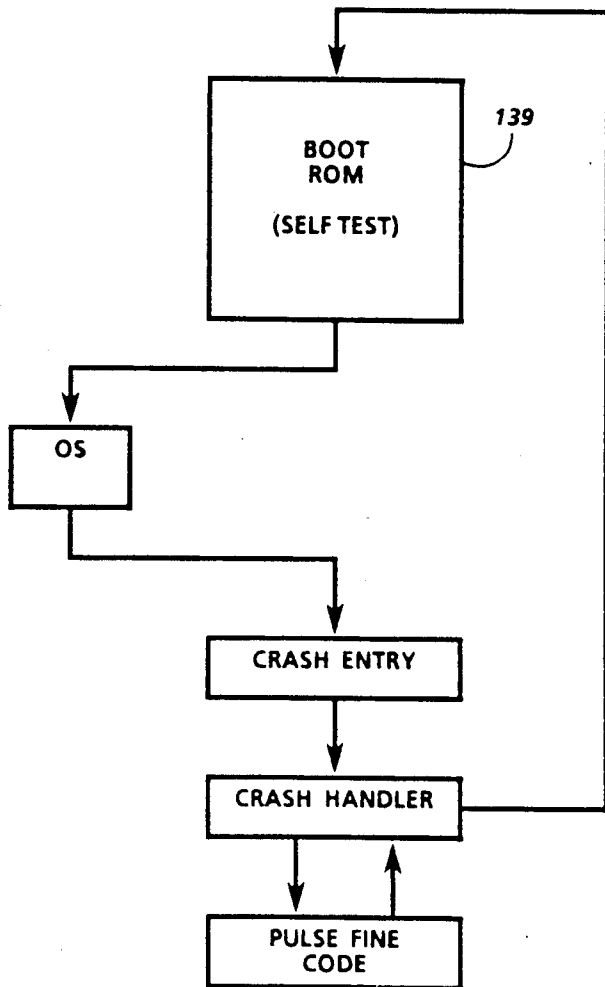 139
BOOT
ROM
(SELF TEST)
OS
CRASH ENTRY
CRASH HANDLER
PULSE FINE
CODE